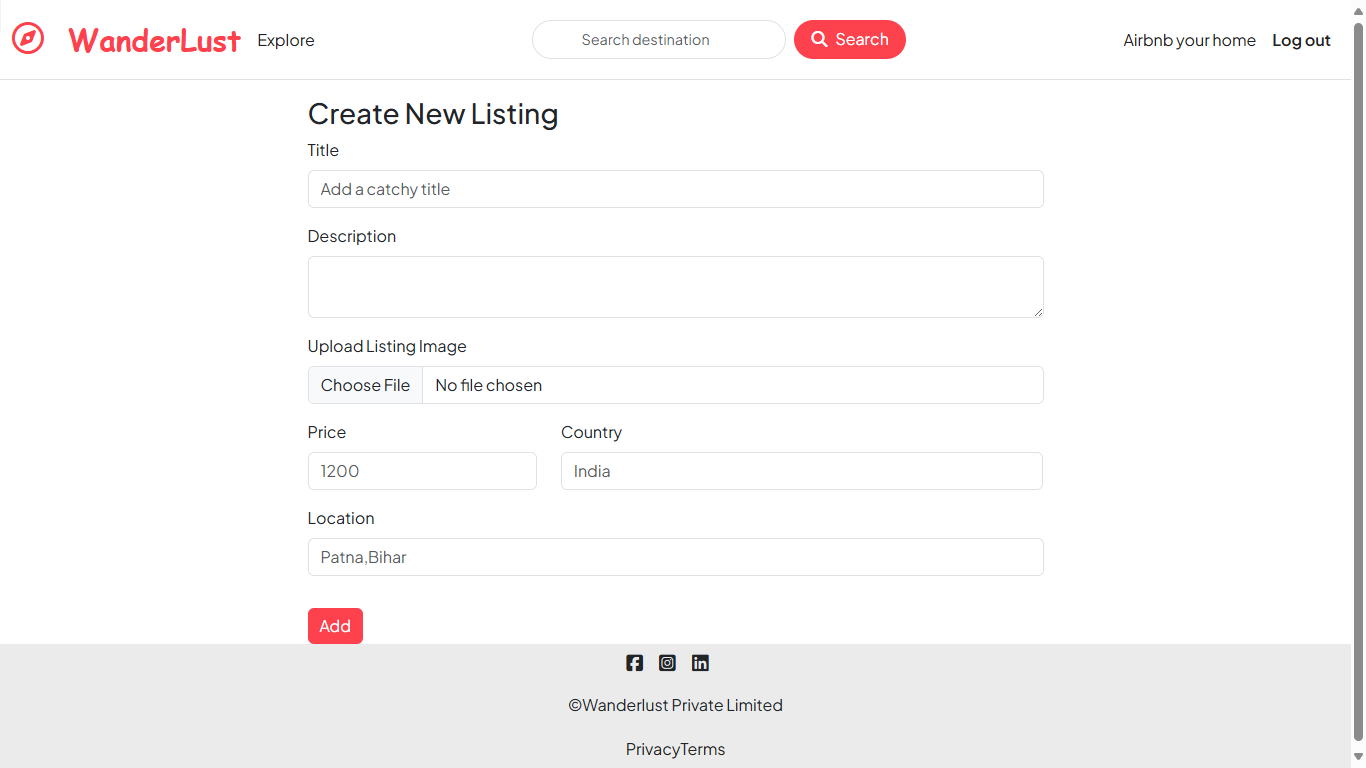 WanderLust Explore Search destination Search Airbnb your home Log out
Create New Listing
Title
Add a catchy title
Description
Upload Listing Image
Choose File No file chosen
Price Country
1200 India
Location
Patna,Bihar
Add
©Wanderlust Private Limited
PrivacyTerms